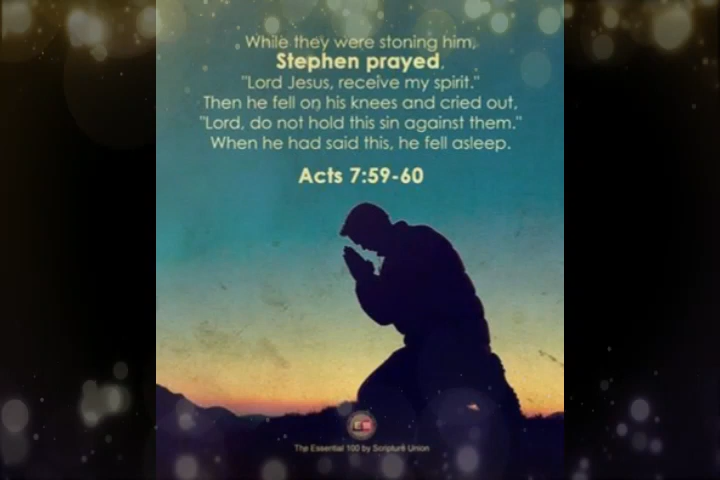 While they were stoning him,
Stephen prayed,
"Lord Jesus, receive my spirit."
Then he fell on his knees and cried out,
"Lord, do not hold this sin against them."
When he had said this, he fell asleep.
Acts 7:59-60
The Essential 100 by Scripture Union